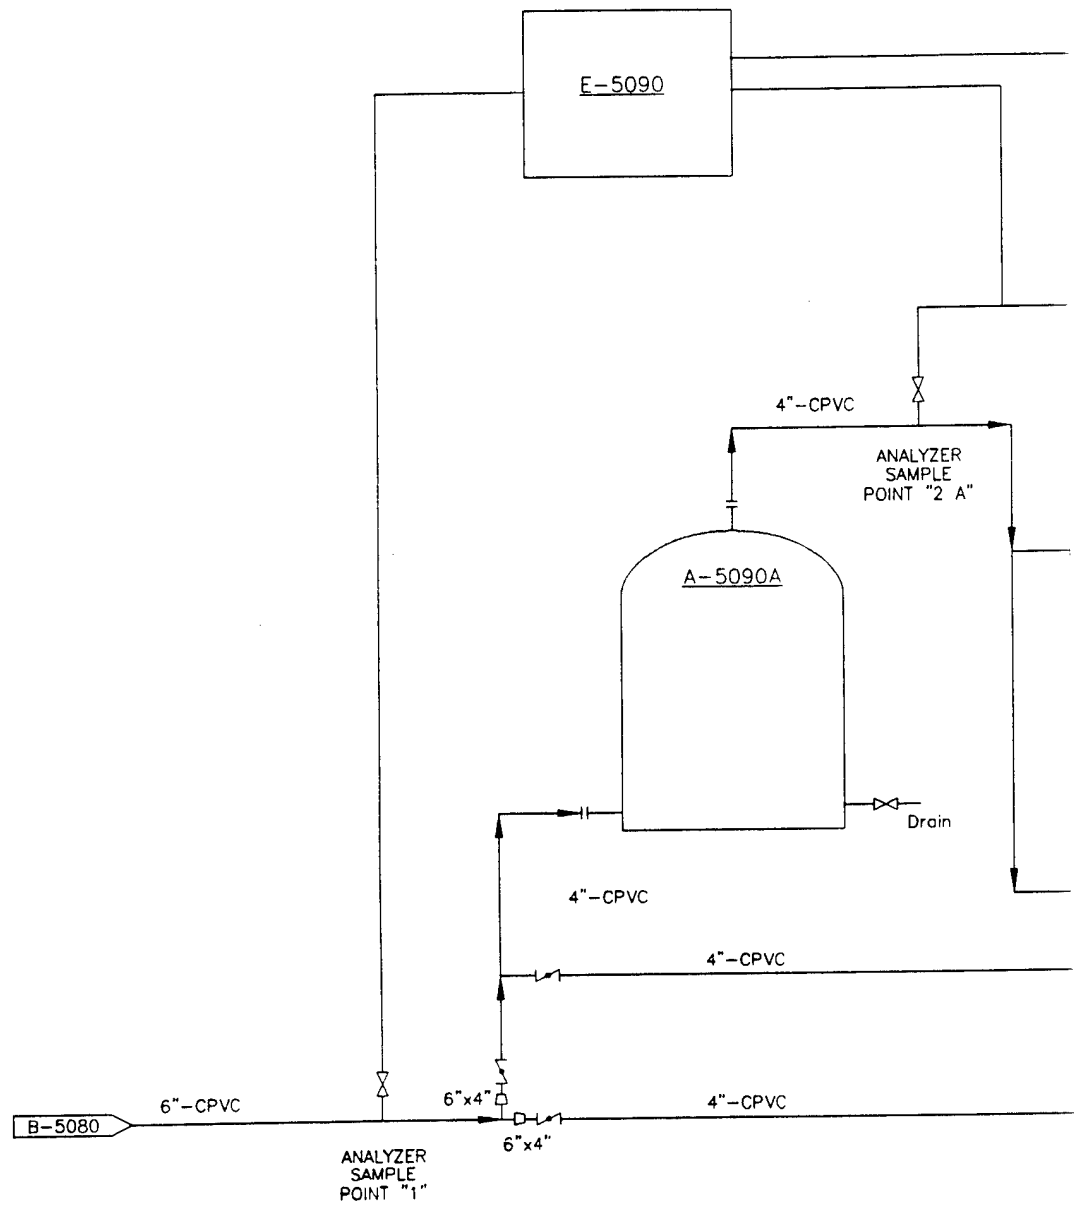 E-5090
4"-CPVC
ANALYZER
SAMPLE
POINT "2 A"
A-5090A
Drain
4"-CPVC
4"-CPVC
6"-CPVC
6"x4"
4"-CPVC
B-5080
6"x4"
ANALYZER
SAMPLE
POINT "1"